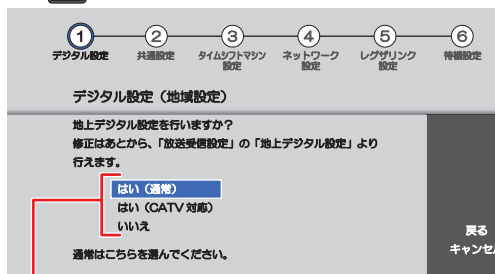 1 2 3 4 5 6
デジタル設定 共通設定 タイムシフトマシン設定 ネットワーク設定 レグザリンク設定 待機設定
デジタル設定（地域設定）
地上デジタル設定を行いますか？
修正はあとから、「放送受信設定」の「地上デジタル設定」より
行えます。
はい（通常）
はい（CATV 対応）
いいえ
通常はこちらを選んでください。
戻る
キャンセル